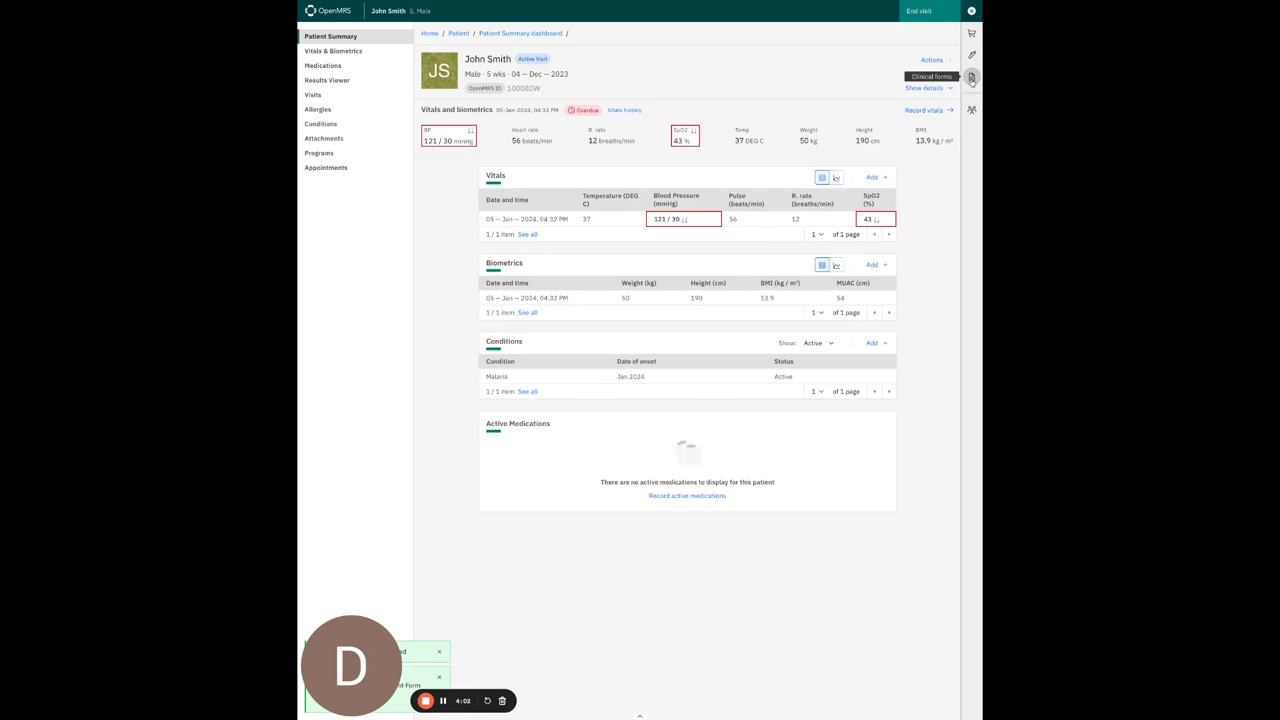 OpenMRS John Smith 5, Male End visit
Patient Summary
Vitals & Biometrics
Medications
Results Viewer
Visits
Allergies
Conditions
Attachments
Programs
Appointments
Home / Patient / Patient Summary dashboard /
JS
John Smith Active Visit
Male · 5 wks · 04 — Dec — 2023
OpenMRS ID 10008DW
Actions
Clinical forms
Show details
Vitals and biometrics 05-Jan-2024, 04:32 PM Overdue Vitals history Record vitals →
BP ↓↓ Heart rate R. rate SpO2 ↓↓ Temp Weight Height BMI
121 / 30 mmHg 56 beats/min 12 breaths/min 43 % 37 DEG C 50 kg 190 cm 13.9 kg / m²
Vitals Add +
Date and time Temperature (DEG C) Blood Pressure (mmHg) Pulse (beats/min) R. rate (breaths/min) SpO2 (%)
05 — Jan — 2024, 04:32 PM 37 121 / 30 ↓↓ 56 12 43 ↓↓
1 / 1 item See all 1 of 1 page
Biometrics Add +
Date and time Weight (kg) Height (cm) BMI (kg / m²) MUAC (cm)
05 — Jan — 2024, 04:32 PM 50 190 13.9 54
1 / 1 item See all 1 of 1 page
Conditions Show: Active Add +
Condition Date of onset Status
Malaria Jan 2024 Active
1 / 1 item See all 1 of 1 page
Active Medications
There are no active medications to display for this patient
Record active medications
D
Form
4:02